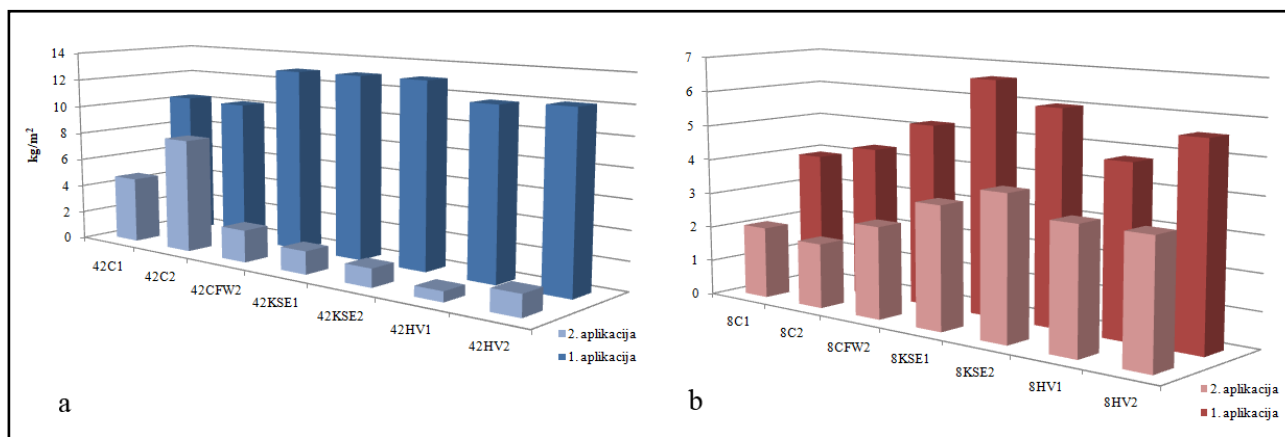 14
12
10
8
6
4
2
0
kg/m²
42C1
42C2
42CFW2
42KSE1
42KSE2
42HV1
42HV2
2. aplikacija
1. aplikacija
a
7
6
5
4
3
2
1
0
8C1
8C2
8CFW2
8KSE1
8KSE2
8HV1
8HV2
2. aplikacija
1. aplikacija
b